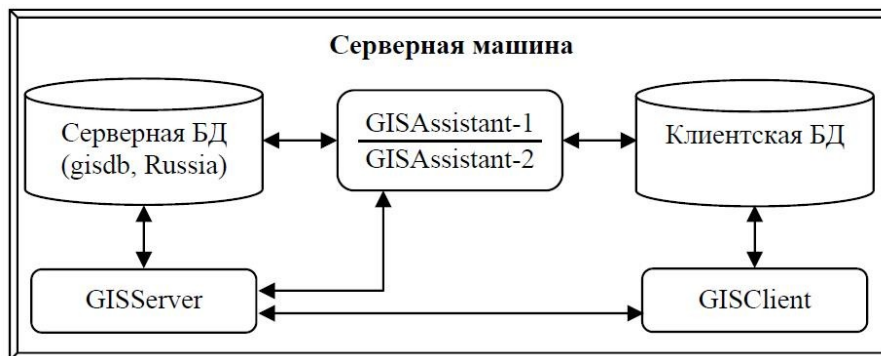 Серверная машина
Серверная БД
(gisdb, Russia)
GISAssistant-1
GISAssistant-2
Клиентская БД
GISServer
GISClient